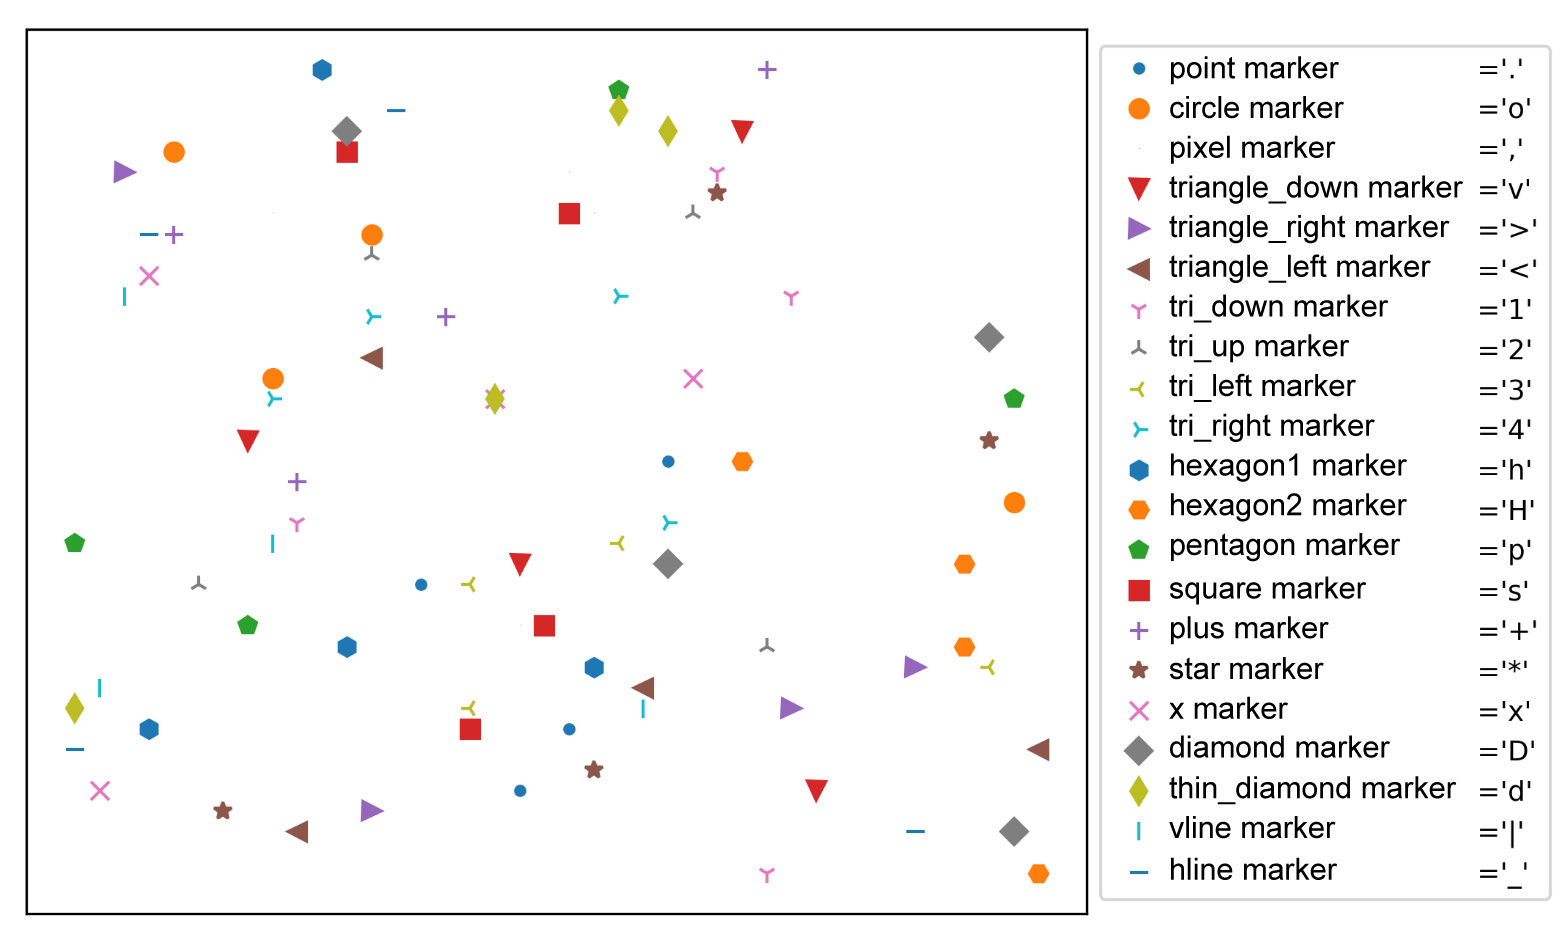 point marker ='.'
circle marker ='o'
pixel marker =','
triangle_down marker ='v'
triangle_right marker ='>'
triangle_left marker ='<'
tri_down marker ='1'
tri_up marker ='2'
tri_left marker ='3'
tri_right marker ='4'
hexagon1 marker ='h'
hexagon2 marker ='H'
pentagon marker ='p'
square marker ='s'
plus marker ='+'
star marker ='*'
x marker ='x'
diamond marker ='D'
thin_diamond marker ='d'
vline marker ='|'
hline marker ='_'